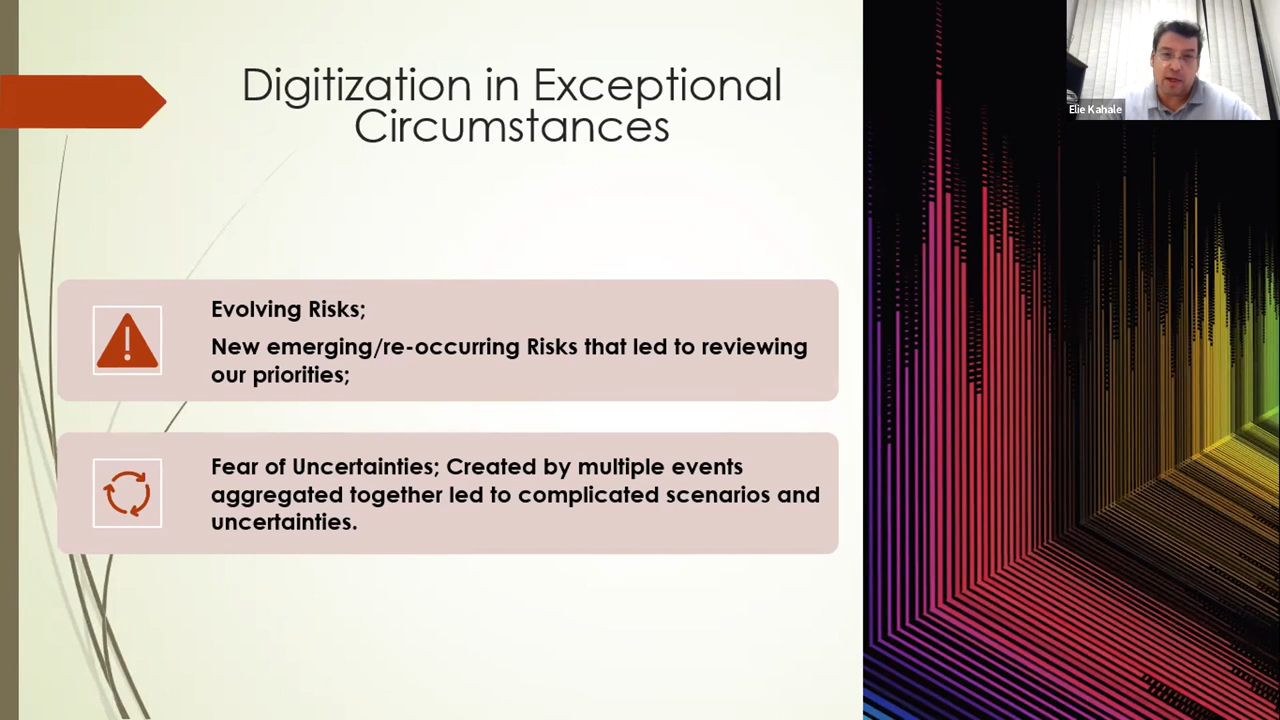 Digitization in Exceptional
Circumstances
Elie Kahale
Evolving Risks;
New emerging/re-occurring Risks that led to reviewing
our priorities;
Fear of Uncertainties; Created by multiple events
aggregated together led to complicated scenarios and
uncertainties.